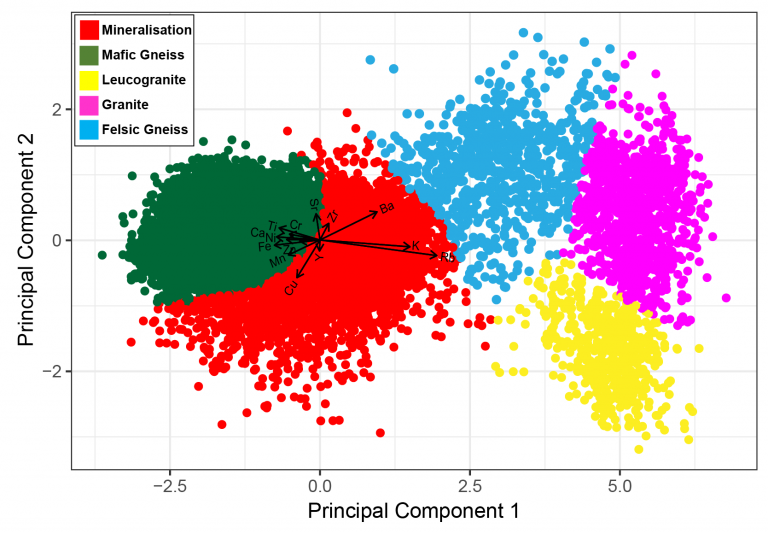 Mineralisation
Mafic Gneiss
Leucogranite
Granite
Felsic Gneiss
Principal Component 2
2
0
−2
Sr
Zr
Ba
Ti
Cr
Ca
Ni
Fe
K
Rb
Mn
Y
Cu
−2.5
0.0
2.5
5.0
Principal Component 1